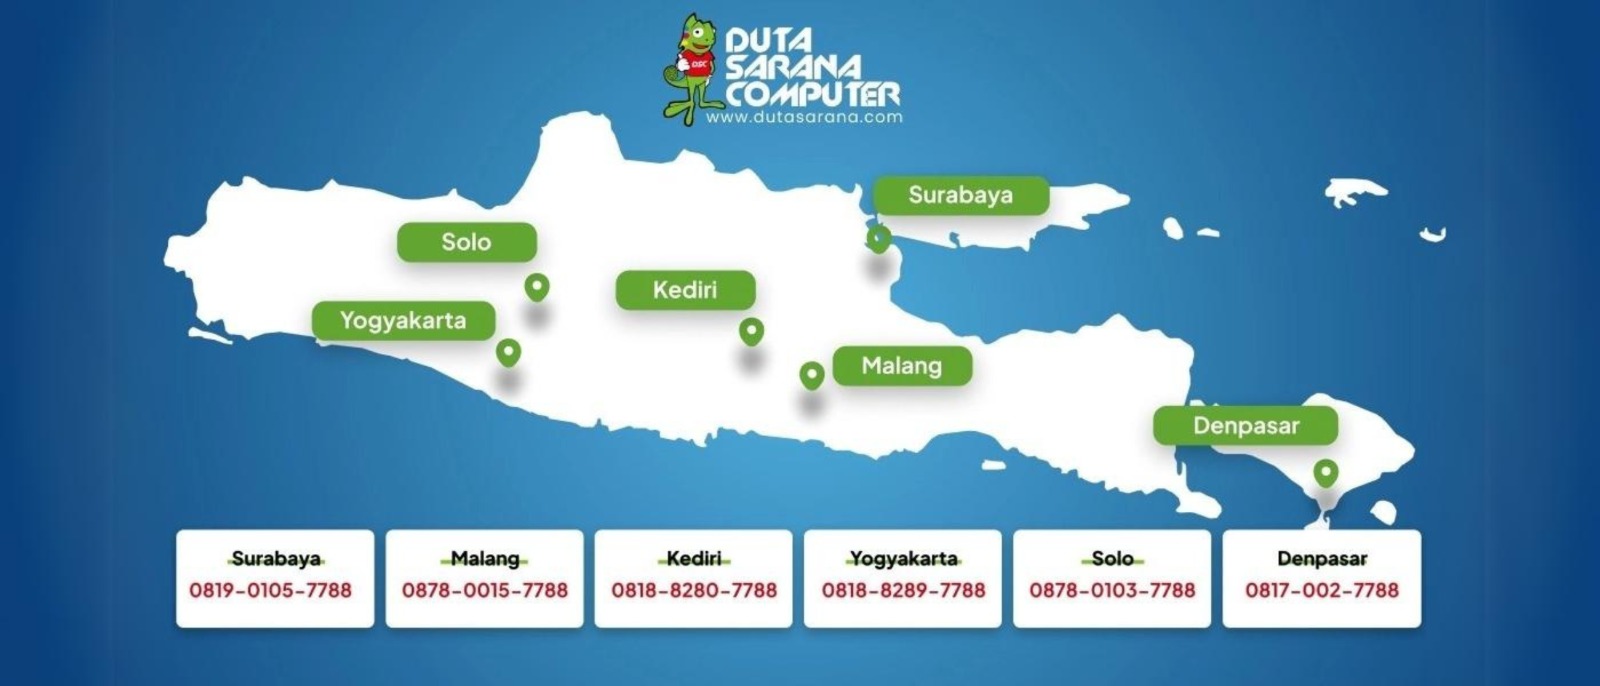 DUTA
SARANA
COMPUTER
www.dutasarana.com
DSC
Surabaya
Solo
Kediri
Yogyakarta
Malang
Denpasar
Surabaya
0819-0105-7788
Malang
0878-0015-7788
Kediri
0818-8280-7788
Yogyakarta
0818-8289-7788
Solo
0878-0103-7788
Denpasar
0817-002-7788